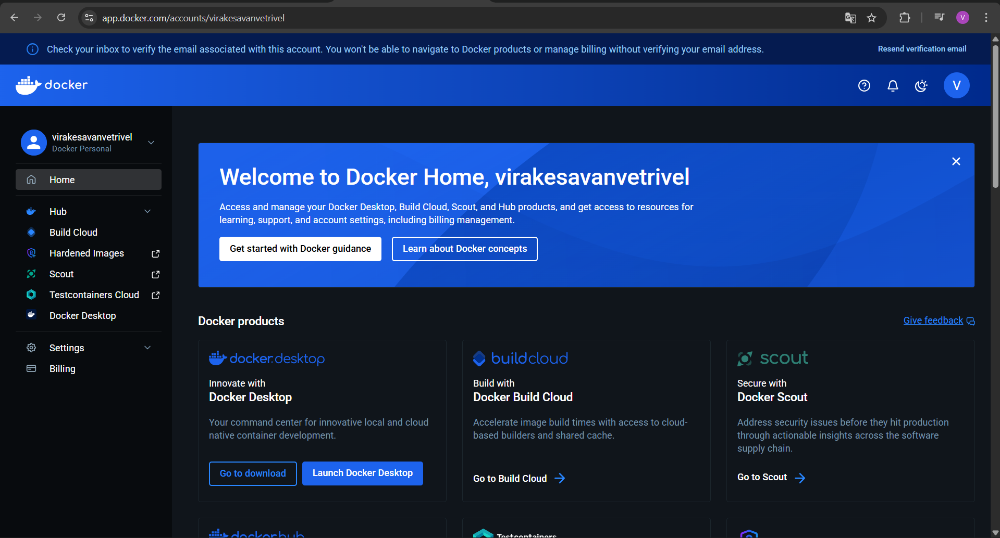 app.docker.com/accounts/virakesavanvetrivel
V
Check your inbox to verify the email associated with this account. You won't be able to navigate to Docker products or manage billing without verifying your email address.
Resend verification email
docker
V
virakesavanvetrivel
Docker Personal
Home
Hub
Build Cloud
Hardened Images
Scout
Testcontainers Cloud
Docker Desktop
Settings
Billing
Welcome to Docker Home, virakesavanvetrivel
Access and manage your Docker Desktop, Build Cloud, Scout, and Hub products, and get access to resources for
learning, support, and account settings, including billing management.
Get started with Docker guidance
Learn about Docker concepts
Docker products
Give feedback
docker.desktop
Innovate with
Docker Desktop
Your command center for innovative local and cloud
native container development.
Go to download
Launch Docker Desktop
buildcloud
Build with
Docker Build Cloud
Accelerate image build times with access to cloud-
based builders and shared cache.
Go to Build Cloud
scout
Secure with
Docker Scout
Address security issues before they hit production
through actionable insights across the software
supply chain.
Go to Scout
dockerhub
Testcontainers